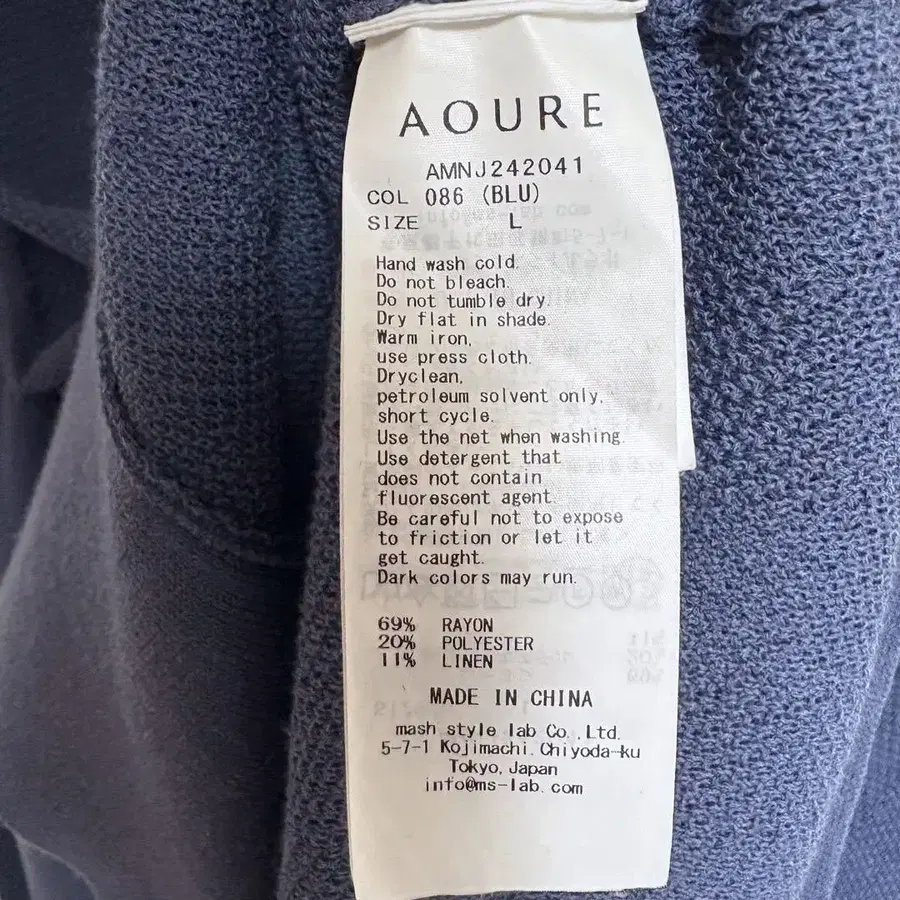 AOURE
AMNJ242041
COL 086 (BLU)
SIZE L
Hand wash cold.
Do not bleach.
Do not tumble dry.
Dry flat in shade.
Warm iron,
use press cloth.
Dryclean,
petroleum solvent only,
short cycle.
Use the net when washing.
Use detergent that
does not contain
fluorescent agent.
Be careful not to expose
to friction or let it
get caught.
Dark colors may run.
69% RAYON
20% POLYESTER
11% LINEN
MADE IN CHINA
mash style lab Co.,Ltd.
5-7-1 Kojimachi.Chiyoda-ku
Tokyo,Japan
info@ms-lab.com